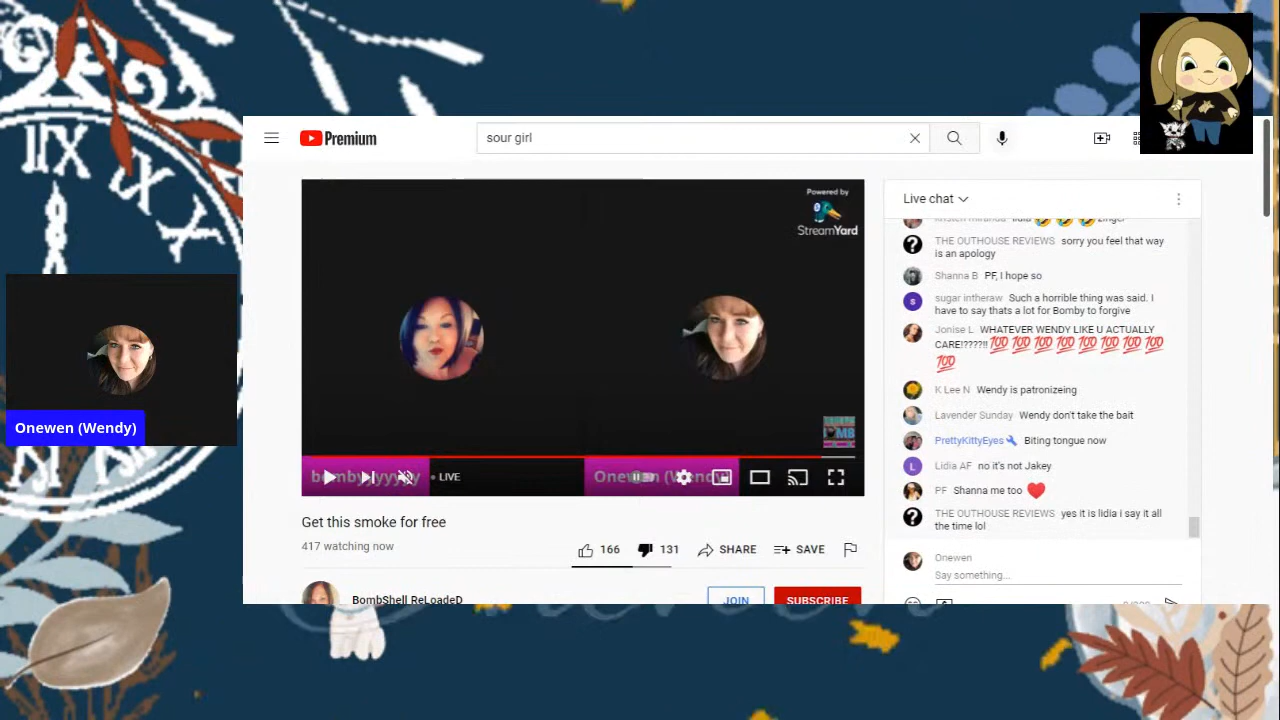 Premium
sour girl
Powered by
StreamYard
Live chat
THE OUTHOUSE REVIEWS sorry you feel that way
is an apology
Shanna B PF, I hope so
sugar intheraw Such a horrible thing was said. I
have to say thats a lot for Bomby to forgive
Jonise L WHATEVER WENDY LIKE U ACTUALLY
CARE!????!!
K Lee N Wendy is patronizeing
Lavender Sunday Wendy don't take the bait
PrettyKittyEyes Biting tongue now
Lidia AF no it's not Jakey
PF Shanna me too
THE OUTHOUSE REVIEWS yes it is lidia i say it all
the time lol
Onewen
Say something...
LIVE
Onewen (Wendy)
Get this smoke for free
417 watching now
166
131
SHARE
SAVE
BombShell ReLoadeD
JOIN
SUBSCRIBE
Onewen (Wendy)
IX
X